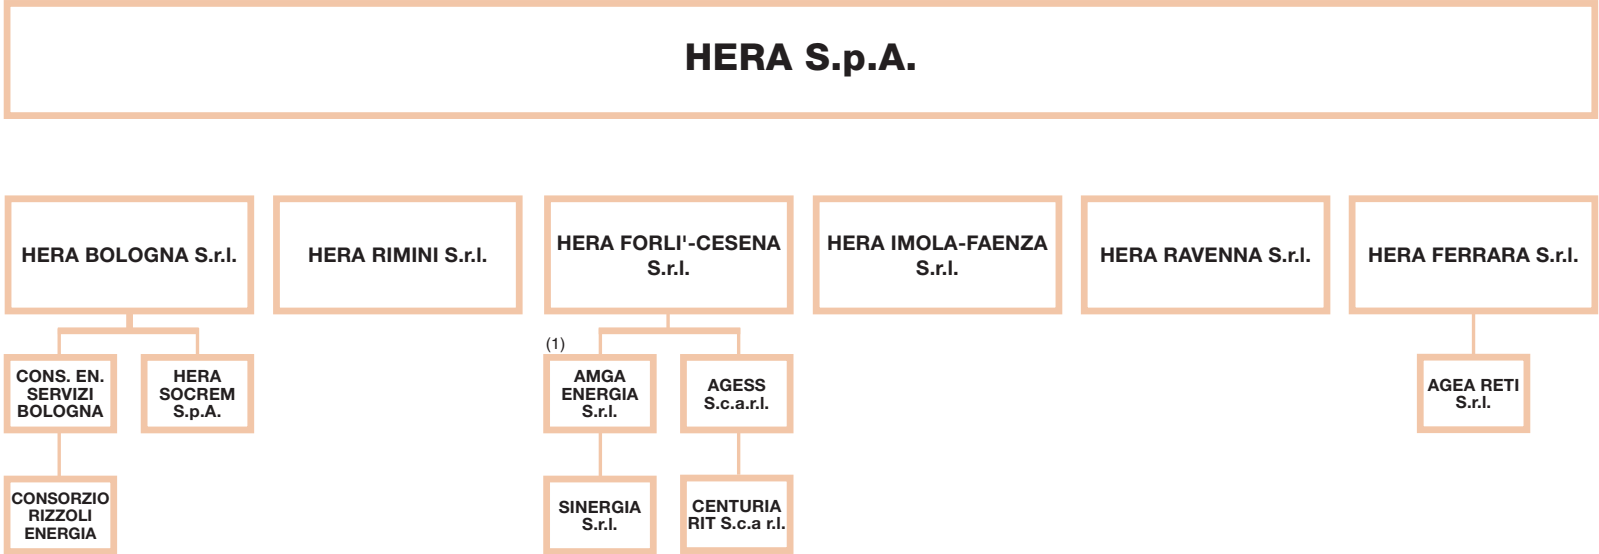 HERA S.p.A.
HERA BOLOGNA S.r.l.
HERA RIMINI S.r.l.
HERA FORLI'-CESENA
S.r.l.
HERA IMOLA-FAENZA
S.r.l.
HERA RAVENNA S.r.l.
HERA FERRARA S.r.l.
CONS. EN.
SERVIZI
BOLOGNA
HERA
SOCREM
S.p.A.
(1)
AMGA
ENERGIA
S.r.l.
AGESS
S.c.a.r.l.
AGEA RETI
S.r.l.
CONSORZIO
RIZZOLI
ENERGIA
SINERGIA
S.r.l.
CENTURIA
RIT S.c.a r.l.